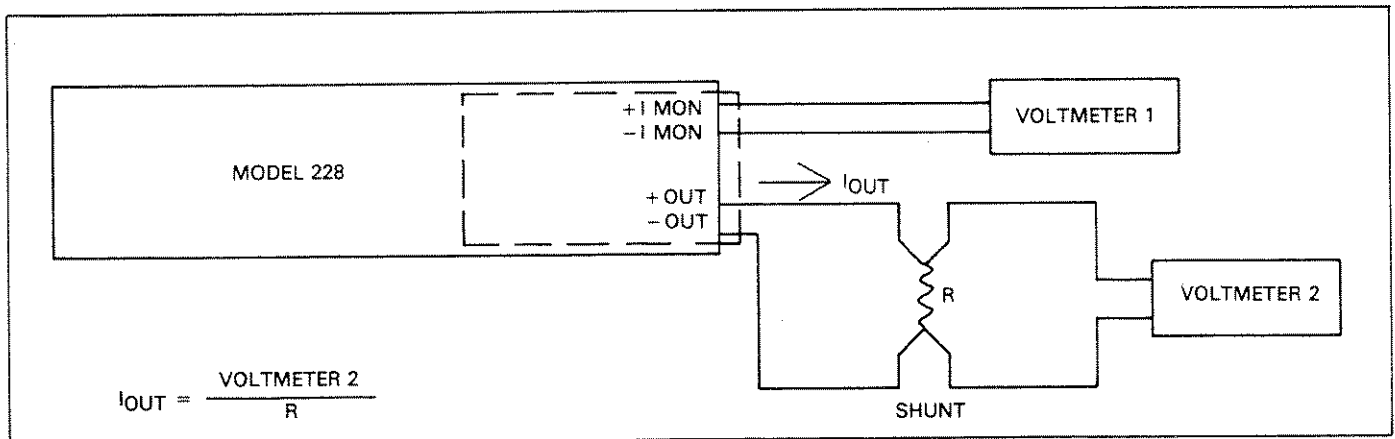 +I MON
-I MON
VOLTMETER 1
MODEL 228
IOUT
+ OUT
- OUT
R
VOLTMETER 2
IOUT = VOLTMETER 2
R
SHUNT